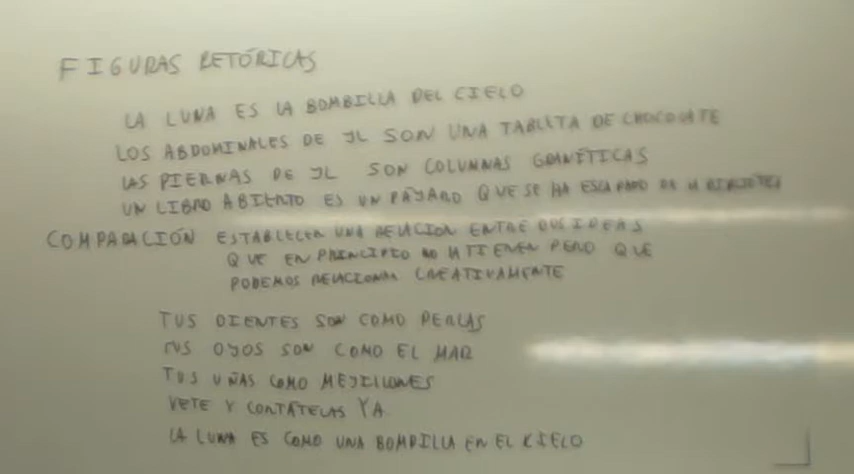 FIGURAS RETÓRICAS
LA LUNA ES LA BOMBILLA DEL CIELO
LOS ABDOMINALES DE JL SON UNA TABLETA DE CHOCOLATE
LAS PIERNAS DE JL SON COLUMNAS GRANÍTICAS
UN LIBRO ABIERTO ES UN PÁJARO QUE SE HA ESCAPADO DE LA BIBLIOTECA
COMPARACIÓN ESTABLECER UNA RELACION ENTRE DOS IDEAS
QUE EN PRINCIPIO NO LA TIENEN PERO QUE
PODEMOS RELACIONAR CREATIVAMENTE
TUS DIENTES SON COMO PERLAS
TUS OJOS SON COMO EL MAR
TUS UÑAS COMO MEJILLONES
VETE Y CORTATELAS YA
LA LUNA ES COMO UNA BOMBILLA EN EL CIELO